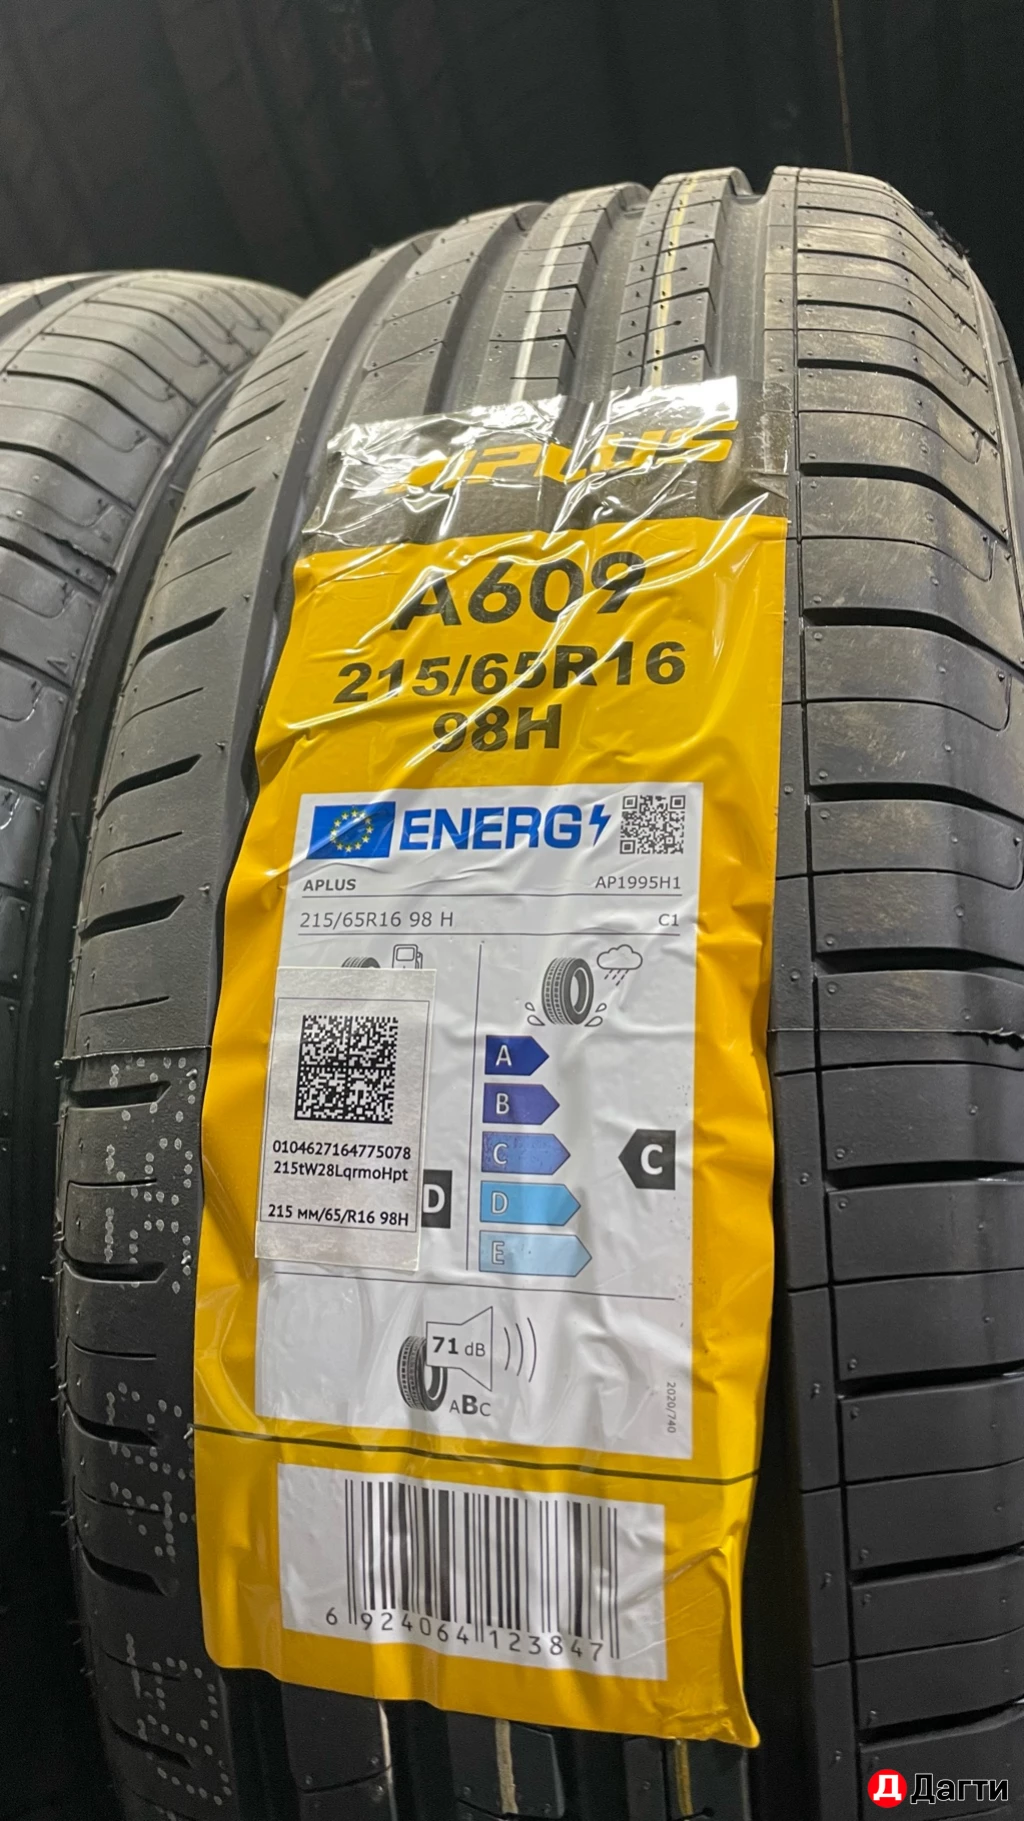 APLUS
A609
215/65R16
98H
ENERG
APLUS AP1995H1
215/65R16 98 H C1
A
B
C
D
E
C
D
0104627164775078
215tW28LqrmoHpt
215 ММ/65/R16 98H
71 dB
ABC
2020/740
6 924064 123847
Д Дагти